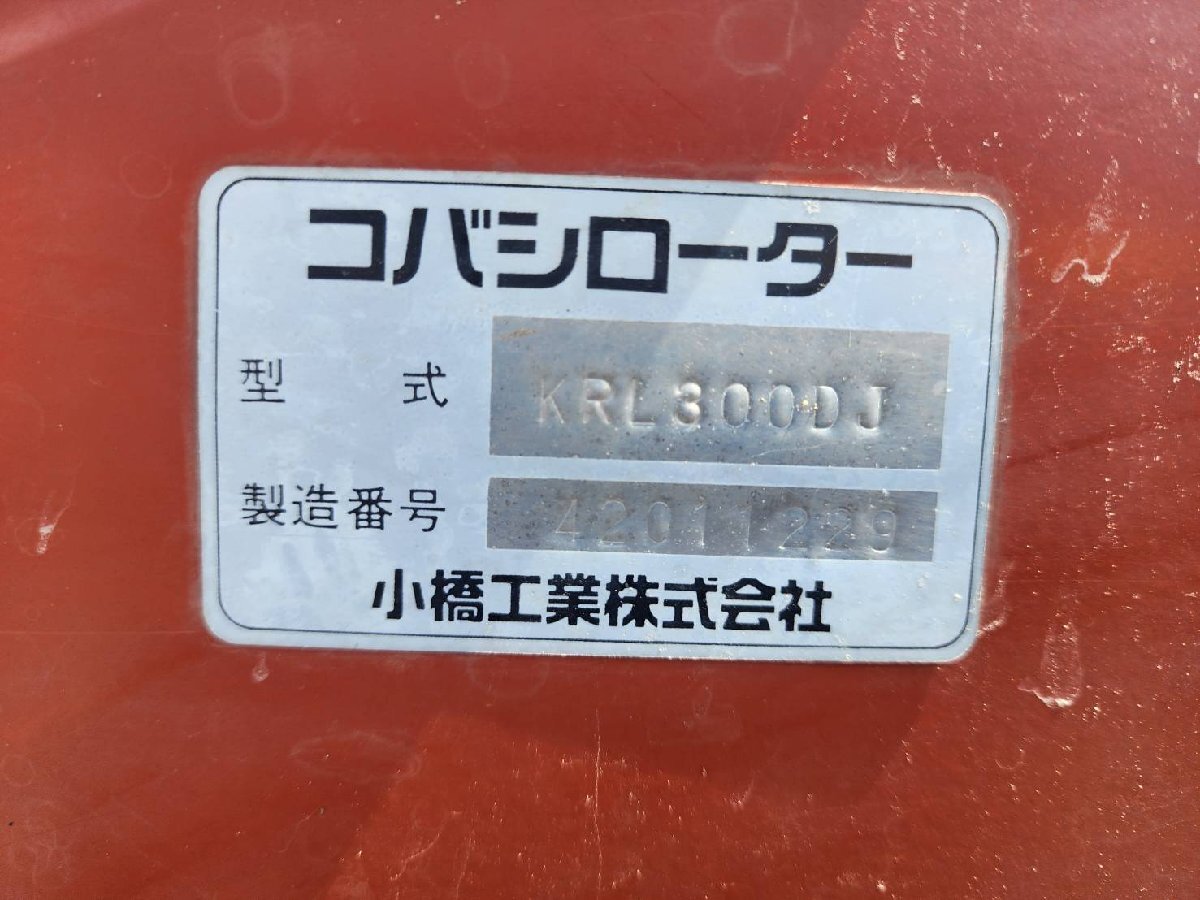 コバシローター
型式 KRL300DJ
製造番号 42011229
小橋工業株式会社